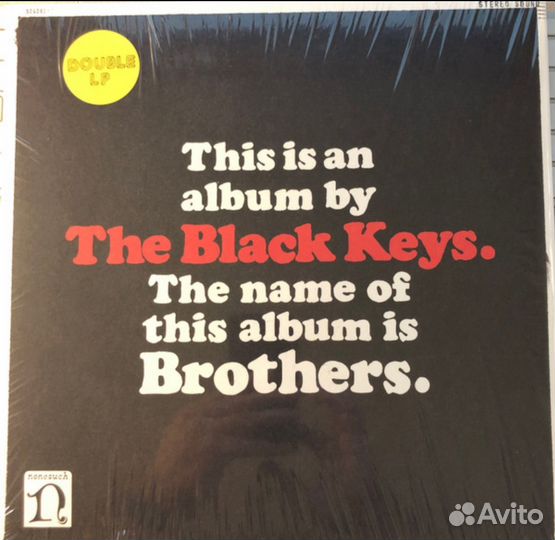 STEREO
DOUBLE
LP
This is an
album by
The Black Keys.
The name of
this album is
Brothers.
nonesuch
n
Avito